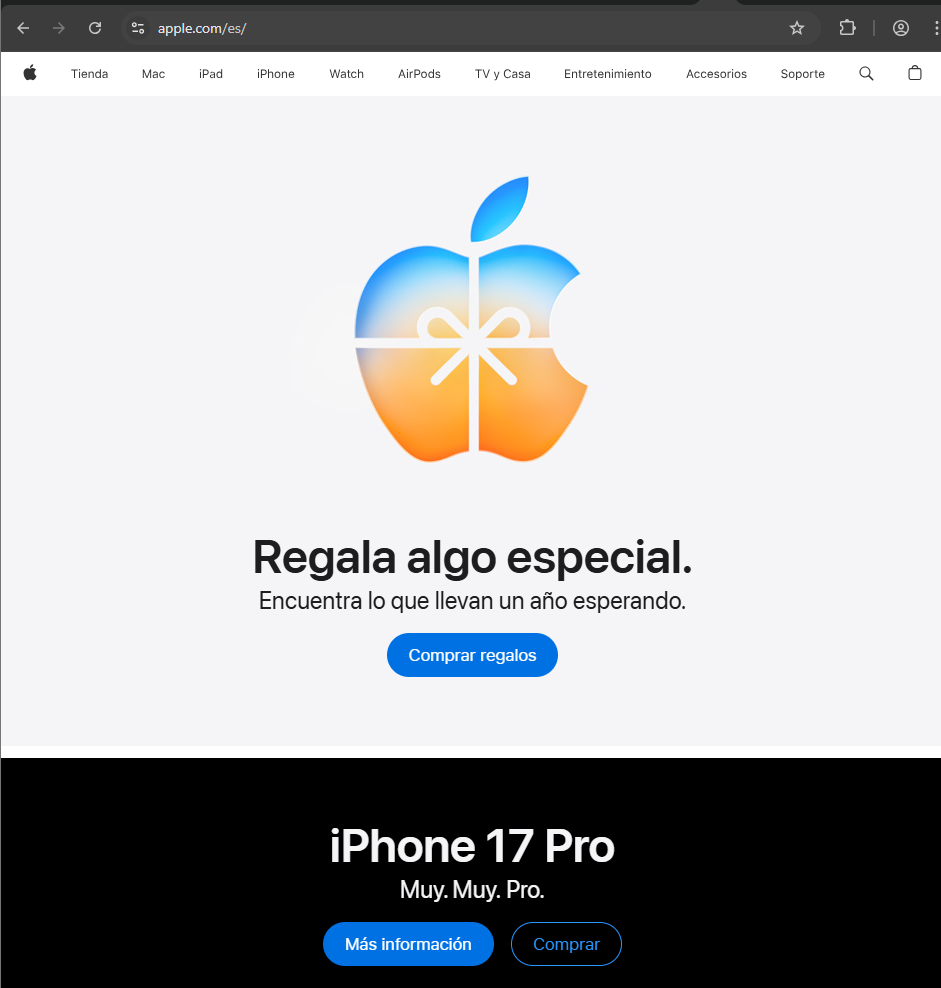 apple.com/es/
Tienda Mac iPad iPhone Watch AirPods TV y Casa Entretenimiento Accesorios Soporte
Regala algo especial.
Encuentra lo que llevan un año esperando.
Comprar regalos
iPhone 17 Pro
Muy. Muy. Pro.
Más información Comprar